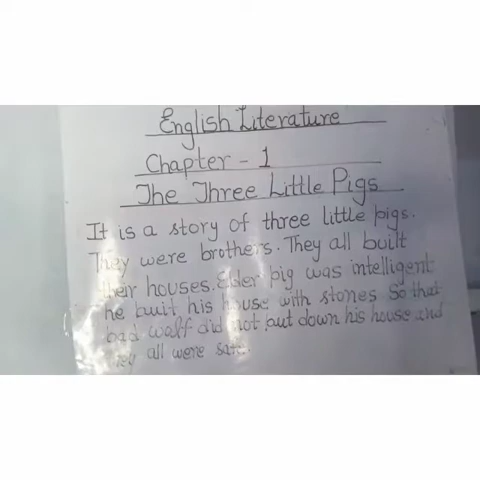 English Literature
Chapter - 1
The Three Little Pigs
It is a story of three little pigs.
They were brothers. They all built
their houses. Elder pig was intelligent
he buit his house with stones so that
bad wolf did not put down his house and
they all were